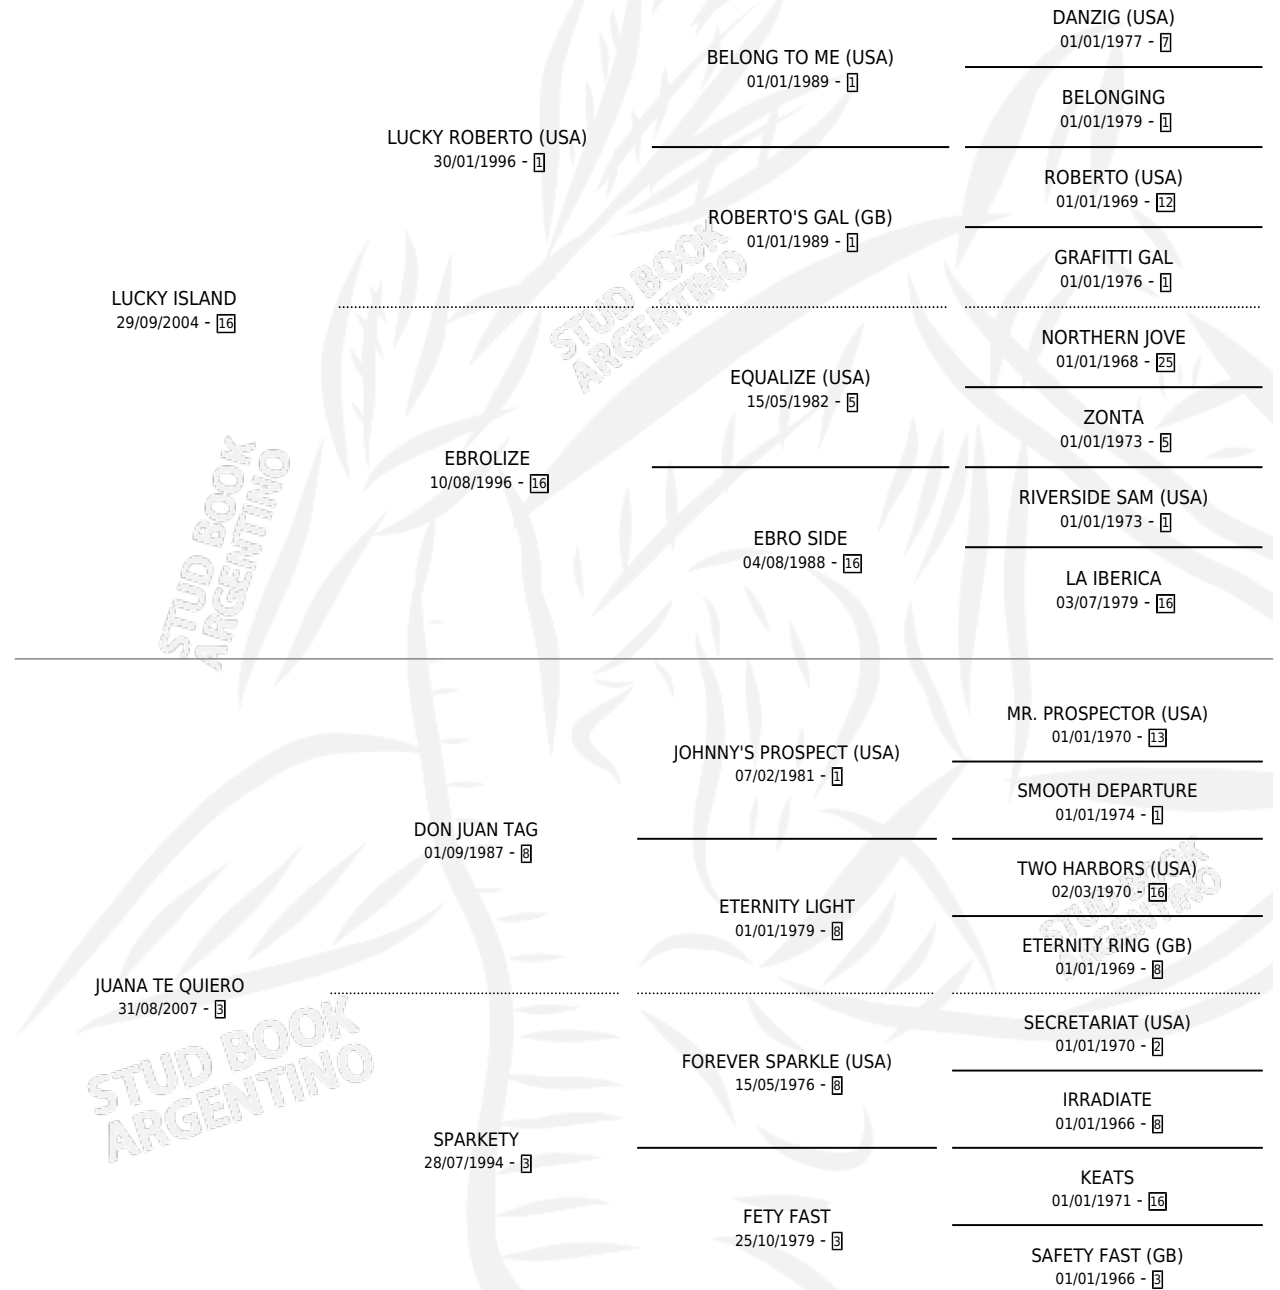 DANZIG (USA)
01/01/1977 - 7
BELONG TO ME (USA)
01/01/1989 - 1
BELONGING
01/01/1979 - 1
LUCKY ROBERTO (USA)
30/01/1996 - 1
ROBERTO (USA)
01/01/1969 - 12
ROBERTO'S GAL (GB)
01/01/1989 - 1
GRAFITTI GAL
01/01/1976 - 1
LUCKY ISLAND
29/09/2004 - 16
STUD BOOK
ARGENTINO
NORTHERN JOVE
01/01/1968 - 25
EQUALIZE (USA)
15/05/1982 - 5
ZONTA
01/01/1973 - 5
EBROLIZE
10/08/1996 - 16
RIVERSIDE SAM (USA)
01/01/1973 - 1
EBRO SIDE
04/08/1988 - 16
LA IBERICA
03/07/1979 - 16
STUD BOOK
ARGENTINO
MR. PROSPECTOR (USA)
01/01/1970 - 13
JOHNNY'S PROSPECT (USA)
07/02/1981 - 1
SMOOTH DEPARTURE
01/01/1974 - 1
DON JUAN TAG
01/09/1987 - 8
TWO HARBORS (USA)
02/03/1970 - 16
ETERNITY LIGHT
01/01/1979 - 8
STUD BOOK
ARGENTINO
ETERNITY RING (GB)
01/01/1969 - 8
JUANA TE QUIERO
31/08/2007 - 3
STUD BOOK
ARGENTINO
SECRETARIAT (USA)
01/01/1970 - 2
FOREVER SPARKLE (USA)
15/05/1976 - 8
IRRADIATE
01/01/1966 - 8
SPARKETY
28/07/1994 - 3
KEATS
01/01/1971 - 16
FETY FAST
25/10/1979 - 3
SAFETY FAST (GB)
01/01/1966 - 3